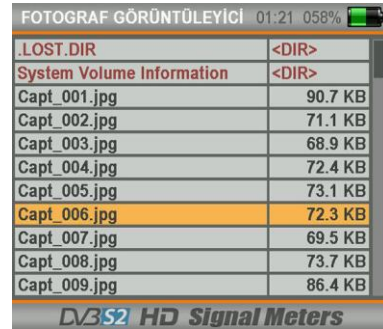 FOTOGRAF GÖRÜNTÜLEYİCİ 01:21 058%
.LOST.DIR <DIR>
System Volume Information <DIR>
Capt_001.jpg 90.7 KB
Capt_002.jpg 71.1 KB
Capt_003.jpg 68.9 KB
Capt_004.jpg 72.4 KB
Capt_005.jpg 73.1 KB
Capt_006.jpg 72.3 KB
Capt_007.jpg 69.5 KB
Capt_008.jpg 73.7 KB
Capt_009.jpg 86.4 KB
DVB S2 HD Signal Meters